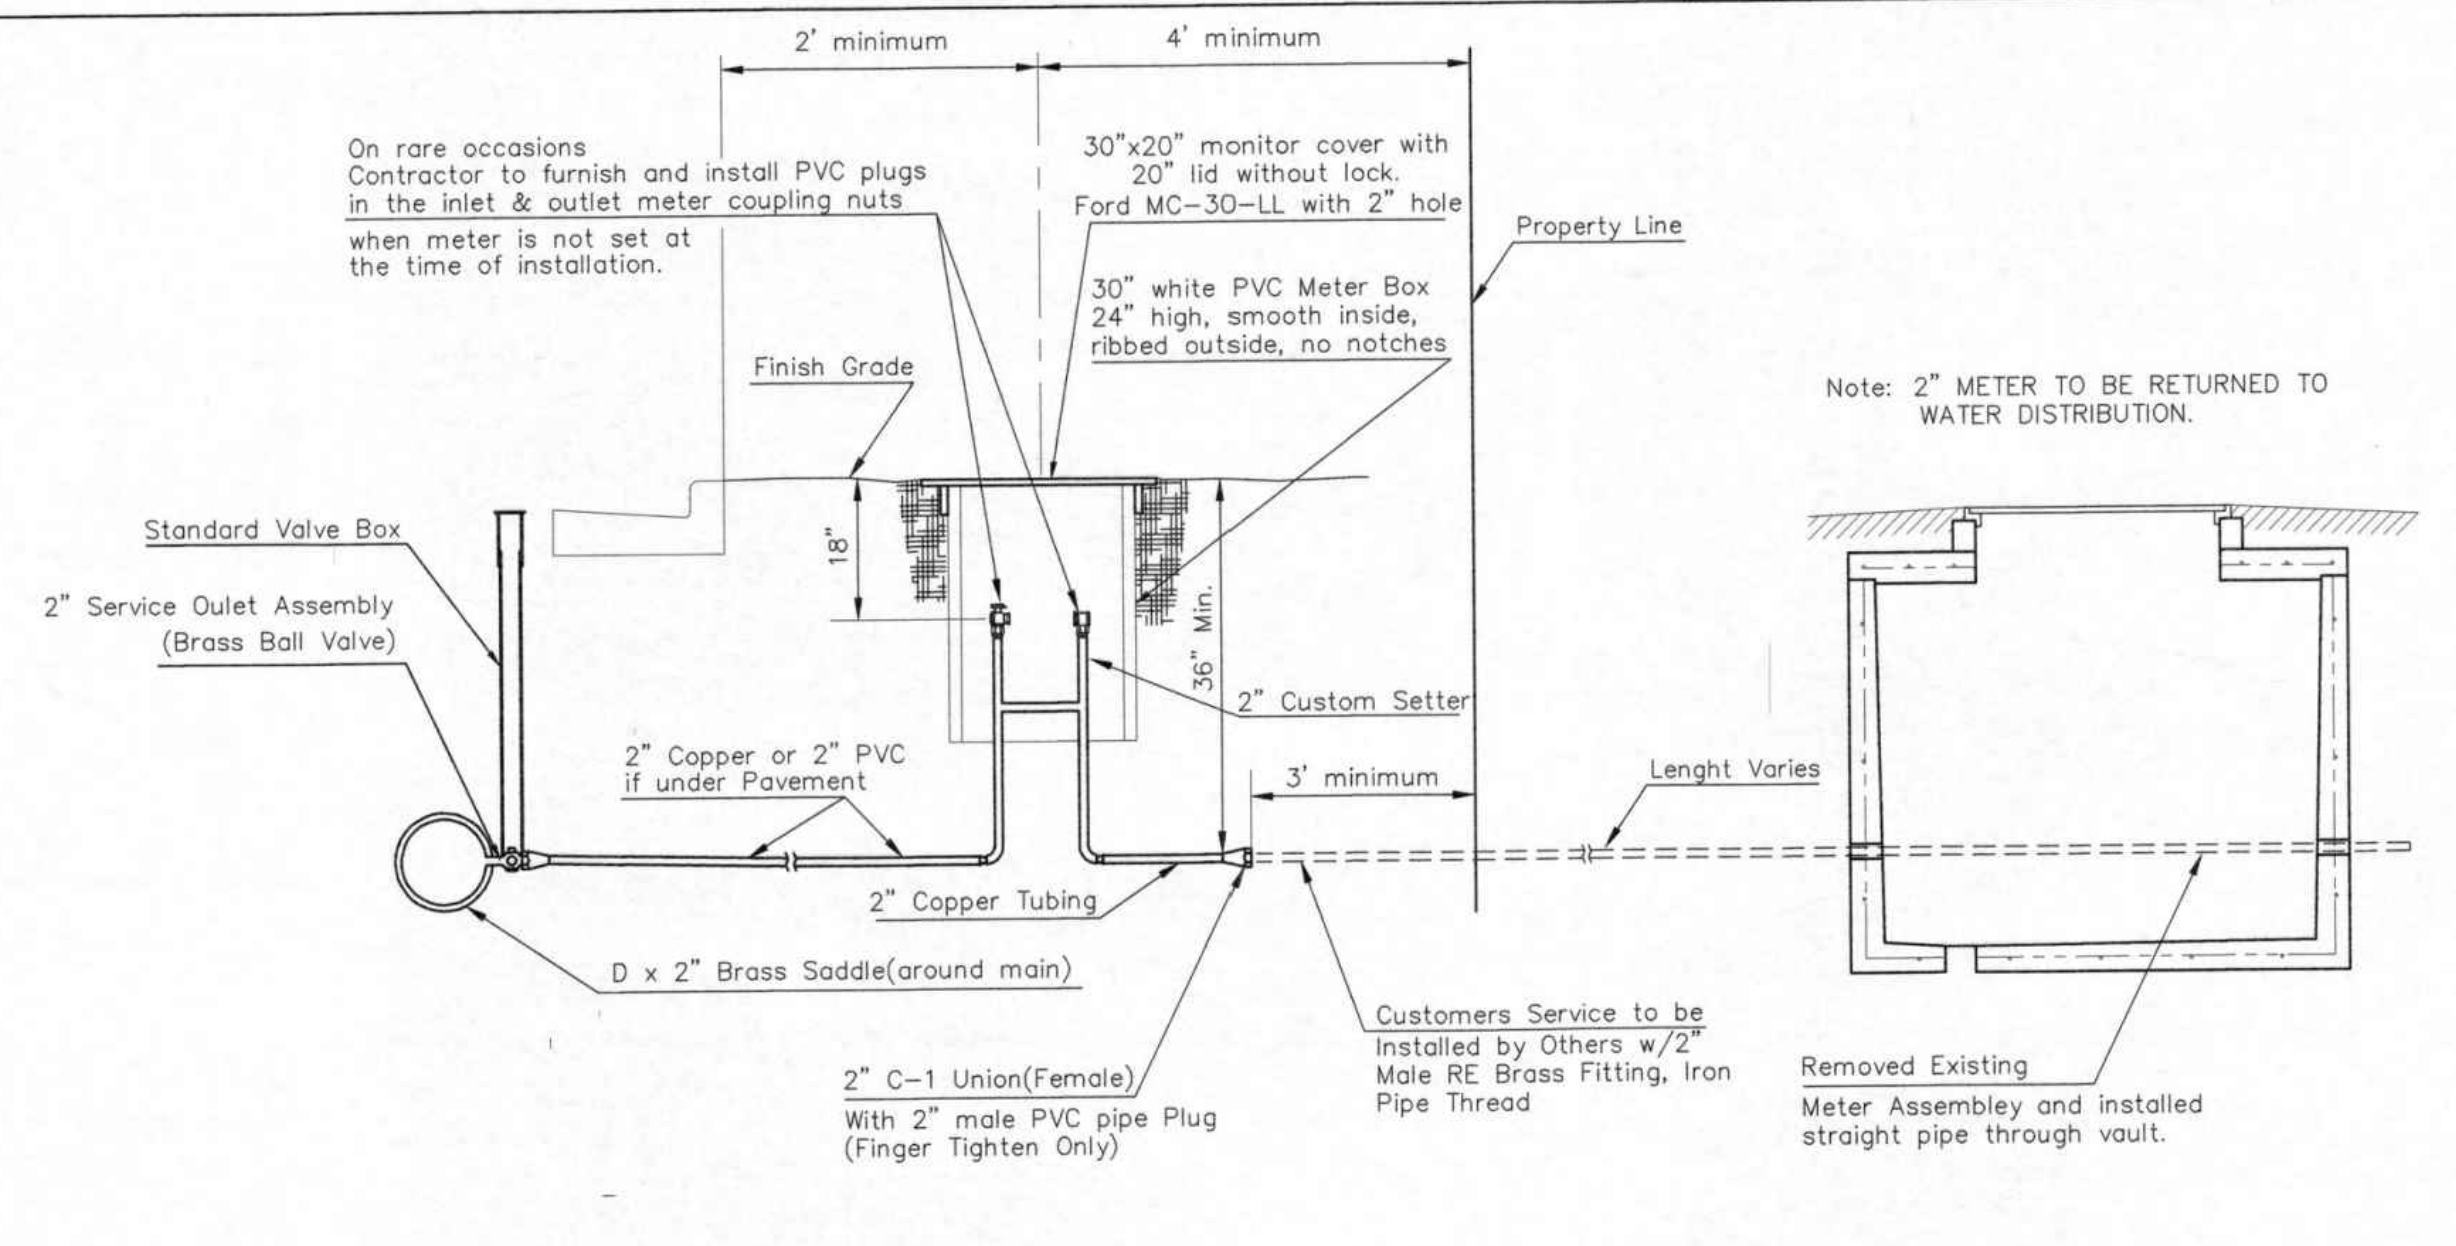 2' minimum
4' minimum
On rare occasions
Contractor to furnish and install PVC plugs
in the inlet & outlet meter coupling nuts
when meter is not set at
the time of installation.
30"x20" monitor cover with
20" lid without lock.
Ford MC-30-LL with 2" hole
Property Line
30" white PVC Meter Box
24" high, smooth inside,
ribbed outside, no notches
Finish Grade
Note: 2" METER TO BE RETURNED TO
WATER DISTRIBUTION.
Standard Valve Box
18"
2" Service Oulet Assembly
(Brass Ball Valve)
36" Min.
2" Custom Setter
2" Copper or 2" PVC
if under Pavement
3' minimum
Lenght Varies
2" Copper Tubing
D x 2" Brass Saddle(around main)
2" C-1 Union(Female)
With 2" male PVC pipe Plug
(Finger Tighten Only)
Customers Service to be
Installed by Others w/2"
Male RE Brass Fitting, Iron
Pipe Thread
Removed Existing
Meter Assembley and installed
straight pipe through vault.